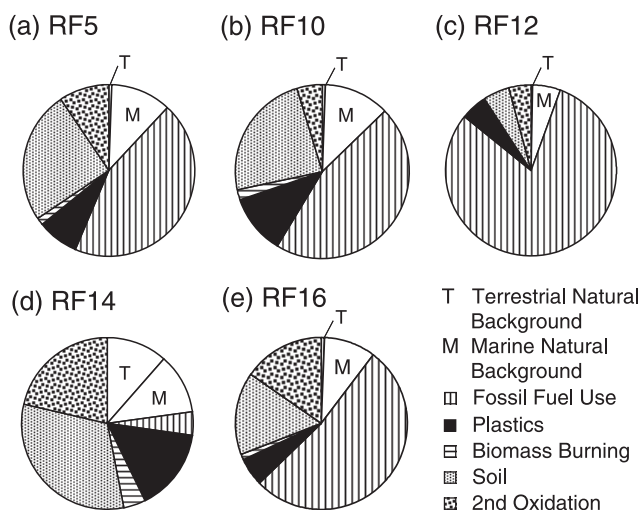 (a) RF5
(b) RF10
(c) RF12
T
T
T
M
M
M
(d) RF14
(e) RF16
T
T
M
M
T Terrestrial Natural
Background
M Marine Natural
Background
Fossil Fuel Use
Plastics
Biomass Burning
Soil
2nd Oxidation